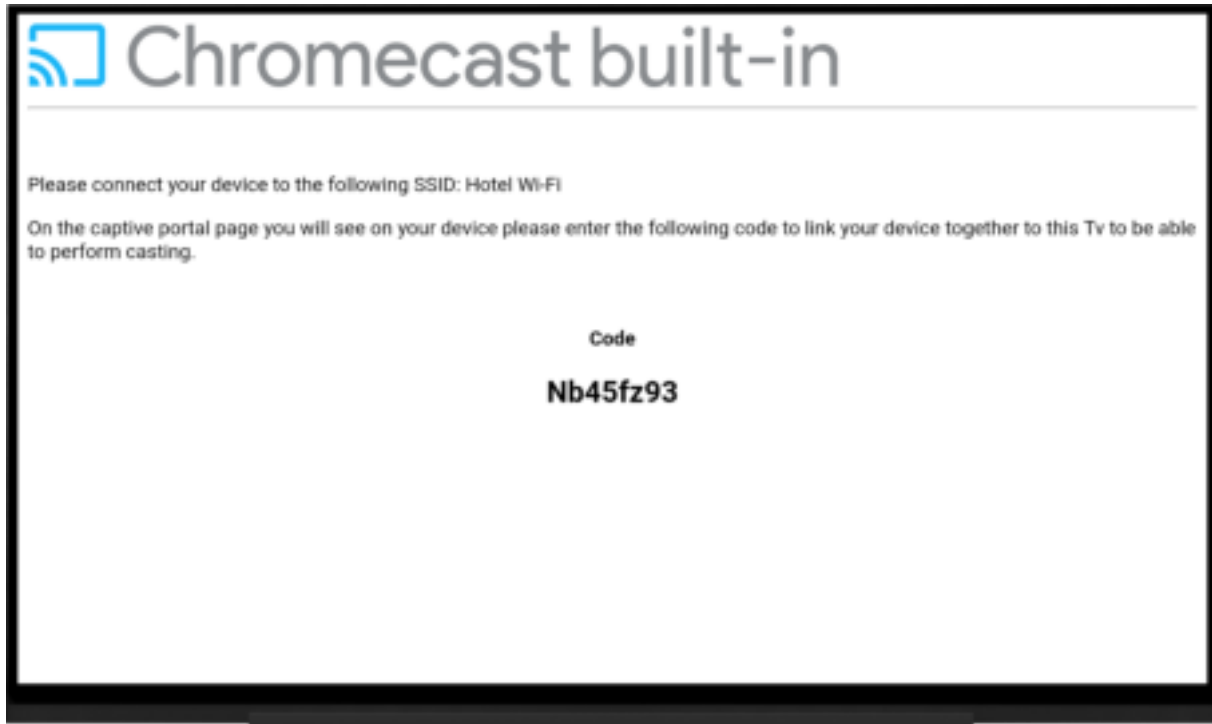 Chromecast built-in
Please connect your device to the following SSID: Hotel Wi-Fi
On the captive portal page you will see on your device please enter the following code to link your device together to this Tv to be able
to perform casting.
Code
Nb45fz93